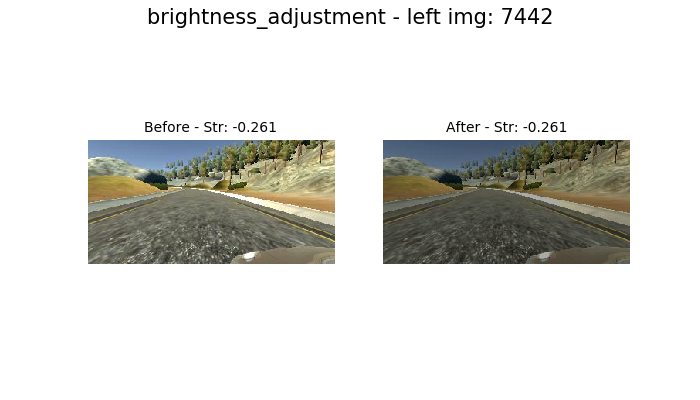 brightness_adjustment - left img: 7442
Before - Str: -0.261
After - Str: -0.261